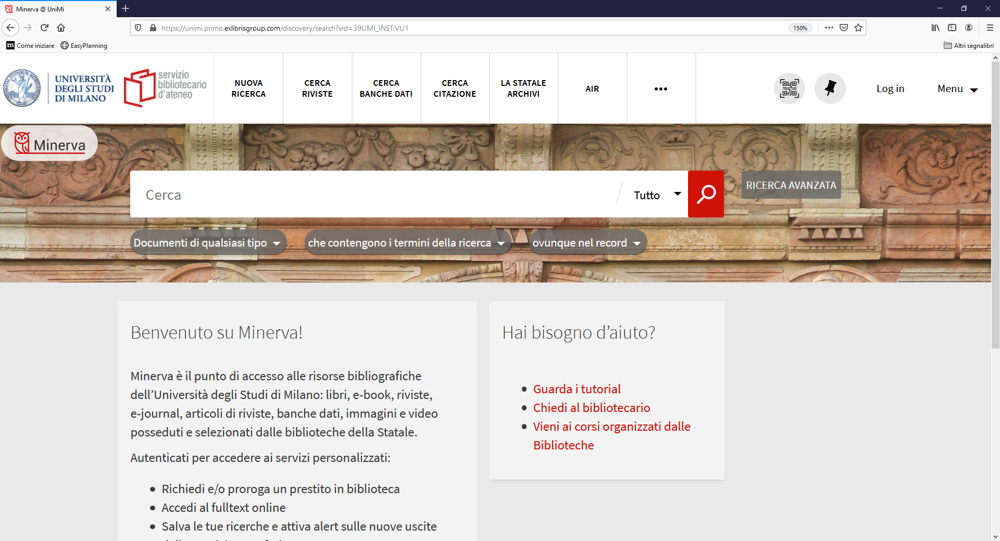 Minerva @ UniMi
https://unimi.primo.exlibrisgroup.com/discovery/search?vid=39UMI_INST:VU1
150%
Come iniziare
EasyPlanning
Altri segnalibri
UNIVERSITÀ
DEGLI STUDI
DI MILANO
servizio
bibliotecario
d'ateneo
NUOVA
RICERCA
CERCA
RIVISTE
CERCA
BANCHE DATI
CERCA
CITAZIONE
LA STATALE
ARCHIVI
AIR
Log in
Menu
Minerva
Cerca
Tutto
RICERCA AVANZATA
Documenti di qualsiasi tipo
che contengono i termini della ricerca
ovunque nel record
Benvenuto su Minerva!
Minerva è il punto di accesso alle risorse bibliografiche
dell’Università degli Studi di Milano: libri, e-book, riviste,
e-journal, articoli di riviste, banche dati, immagini e video
posseduti e selezionati dalle biblioteche della Statale.
Autenticati per accedere ai servizi personalizzati:
Richiedi e/o proroga un prestito in biblioteca
Accedi al fulltext online
Salva le tue ricerche e attiva alert sulle nuove uscite
Hai bisogno d’aiuto?
Guarda i tutorial
Chiedi al bibliotecario
Vieni ai corsi organizzati dalle
Biblioteche